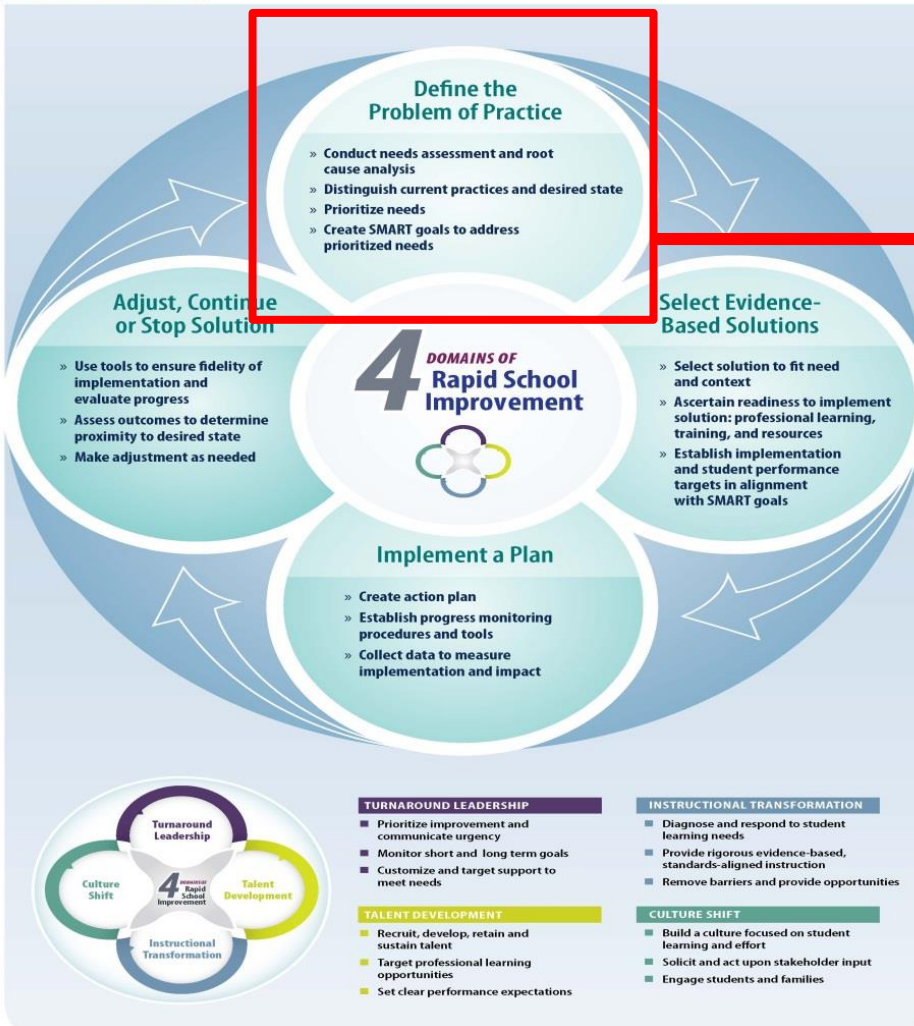 Define the
Problem of Practice
» Conduct needs assessment and root
cause analysis
» Distinguish current practices and desired state
» Prioritize needs
» Create SMART goals to address
prioritized needs
Adjust, Continue
or Stop Solution
» Use tools to ensure fidelity of
implementation and
evaluate progress
» Assess outcomes to determine
proximity to desired state
» Make adjustment as needed
4 DOMAINS OF
Rapid School
Improvement
Select Evidence-
Based Solutions
» Select solution to fit need
and context
» Ascertain readiness to implement
solution: professional learning,
training, and resources
» Establish implementation
and student performance
targets in alignment
with SMART goals
Implement a Plan
» Create action plan
» Establish progress monitoring
procedures and tools
» Collect data to measure
implementation and impact
Turnaround
Leadership
Culture
Shift
4 DOMAINS OF
Rapid
School
Improvement
Talent
Development
Instructional
Transformation
TURNAROUND LEADERSHIP
Prioritize improvement and
communicate urgency
Monitor short and long term goals
Customize and target support to
meet needs
TALENT DEVELOPMENT
Recruit, develop, retain and
sustain talent
Target professional learning
opportunities
Set clear performance expectations
INSTRUCTIONAL TRANSFORMATION
Diagnose and respond to student
learning needs
Provide rigorous evidence-based,
standards-aligned instruction
Remove barriers and provide opportunities
CULTURE SHIFT
Build a culture focused on student
learning and effort
Solicit and act upon stakeholder input
Engage students and families